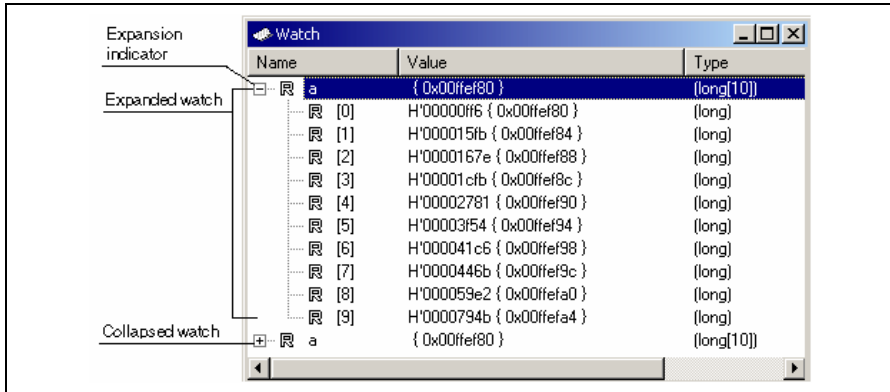 Expansion
indicator
Expanded watch
Collapsed watch
Watch
Name Value Type
a { 0x00ffef80 } (long[10])
[0] H'00000ff6 { 0x00ffef80 } (long)
[1] H'000015fb { 0x00ffef84 } (long)
[2] H'0000167e { 0x00ffef88 } (long)
[3] H'00001cfb { 0x00ffef8c } (long)
[4] H'00002781 { 0x00ffef90 } (long)
[5] H'00003f54 { 0x00ffef94 } (long)
[6] H'000041c6 { 0x00ffef98 } (long)
[7] H'0000446b { 0x00ffef9c } (long)
[8] H'000059e2 { 0x00ffefa0 } (long)
[9] H'0000794b { 0x00ffefa4 } (long)
a { 0x00ffef80 } (long[10])